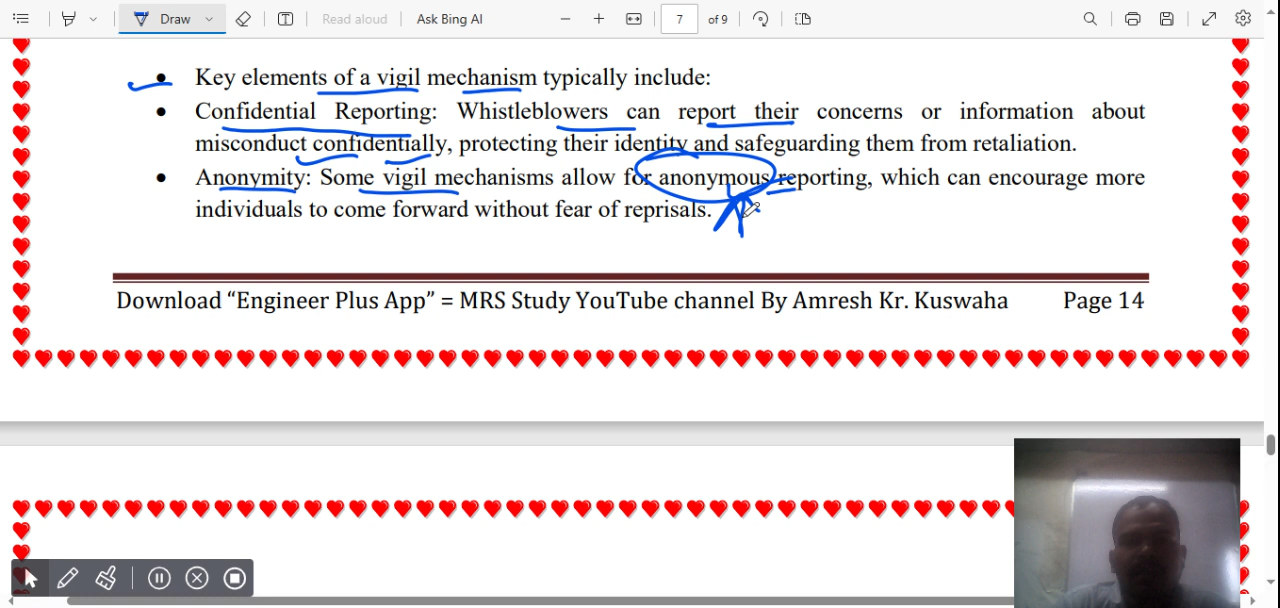 Draw
Read aloud
Ask Bing AI
7
of 9
• Key elements of a vigil mechanism typically include:
• Confidential Reporting: Whistleblowers can report their concerns or information about
misconduct confidentially, protecting their identity and safeguarding them from retaliation.
• Anonymity: Some vigil mechanisms allow for anonymous reporting, which can encourage more
individuals to come forward without fear of reprisals.
Download “Engineer Plus App” = MRS Study YouTube channel By Amresh Kr. Kuswaha
Page 14